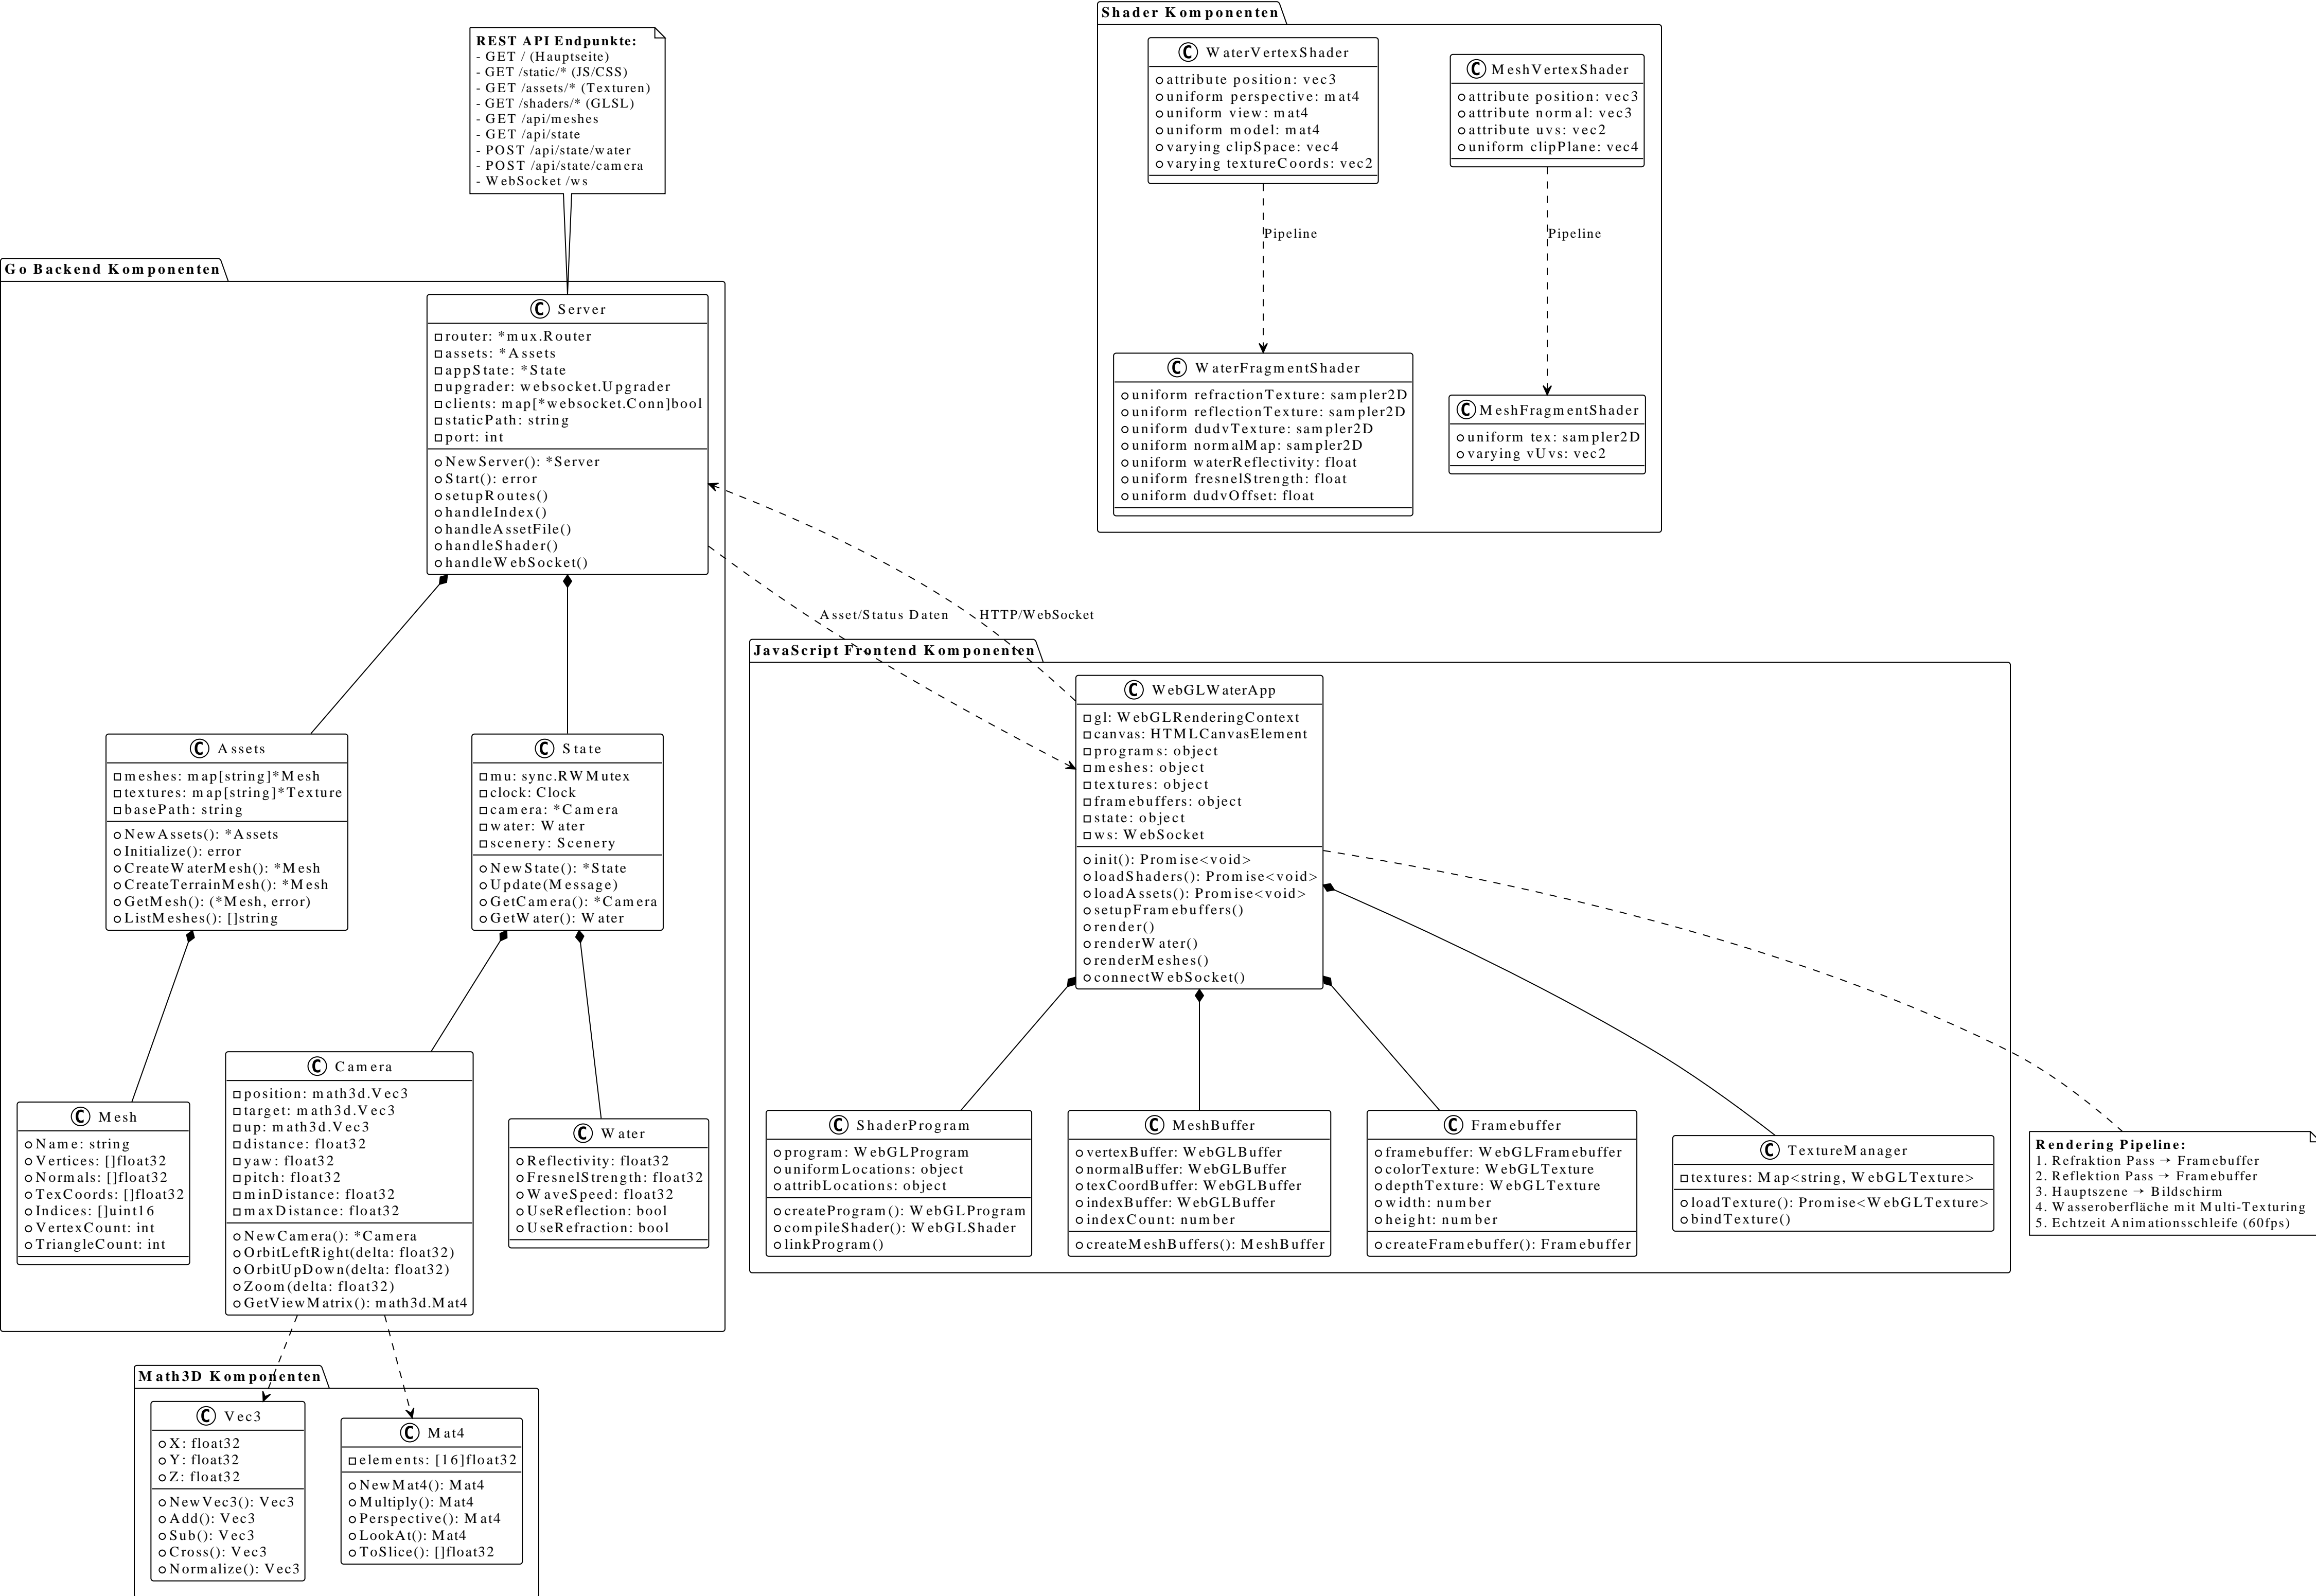 REST API Endpunkte:
- GET / (Hauptseite)
- GET /static/* (JS/CSS)
- GET /assets/* (Texturen)
- GET /shaders/* (GLSL)
- GET /api/meshes
- GET /api/state
- POST /api/state/water
- POST /api/state/camera
- WebSocket /ws
Shader Komponenten
C WaterVertexShader
attribute position: vec3
uniform perspective: mat4
uniform view: mat4
uniform model: mat4
varying clipSpace: vec4
varying textureCoords: vec2
C MeshVertexShader
attribute position: vec3
attribute normal: vec3
attribute uvs: vec2
uniform clipPlane: vec4
Pipeline
Pipeline
C WaterFragmentShader
uniform refractionTexture: sampler2D
uniform reflectionTexture: sampler2D
uniform dudvTexture: sampler2D
uniform normalMap: sampler2D
uniform waterReflectivity: float
uniform fresnelStrength: float
uniform dudvOffset: float
C MeshFragmentShader
uniform tex: sampler2D
varying vUvs: vec2
Go Backend Komponenten
C Server
router: *mux.Router
assets: *Assets
appState: *State
upgrader: websocket.Upgrader
clients: map[*websocket.Conn]bool
staticPath: string
port: int
NewServer(): *Server
Start(): error
setupRoutes()
handleIndex()
handleAssetFile()
handleShader()
handleWebSocket()
Asset/Status Daten
HTTP/WebSocket
C Assets
meshes: map[string]*Mesh
textures: map[string]*Texture
basePath: string
NewAssets(): *Assets
Initialize(): error
CreateWaterMesh(): *Mesh
CreateTerrainMesh(): *Mesh
GetMesh(): (*Mesh, error)
ListMeshes(): []string
C State
mu: sync.RWMutex
clock: Clock
camera: *Camera
water: Water
scenery: Scenery
NewState(): *State
Update(Message)
GetCamera(): *Camera
GetWater(): Water
C Mesh
Name: string
Vertices: []float32
Normals: []float32
TexCoords: []float32
Indices: []uint16
VertexCount: int
TriangleCount: int
C Camera
position: math3d.Vec3
target: math3d.Vec3
up: math3d.Vec3
distance: float32
yaw: float32
pitch: float32
minDistance: float32
maxDistance: float32
NewCamera(): *Camera
OrbitLeftRight(delta: float32)
OrbitUpDown(delta: float32)
Zoom(delta: float32)
GetViewMatrix(): math3d.Mat4
C Water
Reflectivity: float32
FresnelStrength: float32
WaveSpeed: float32
UseReflection: bool
UseRefraction: bool
JavaScript Frontend Komponenten
C WebGLWaterApp
gl: WebGLRenderingContext
canvas: HTMLCanvasElement
programs: object
meshes: object
textures: object
framebuffers: object
state: object
ws: WebSocket
init(): Promise<void>
loadShaders(): Promise<void>
loadAssets(): Promise<void>
setupFramebuffers()
render()
renderWater()
renderMeshes()
connectWebSocket()
C ShaderProgram
program: WebGLProgram
uniformLocations: object
attribLocations: object
createProgram(): WebGLProgram
compileShader(): WebGLShader
linkProgram()
C MeshBuffer
vertexBuffer: WebGLBuffer
normalBuffer: WebGLBuffer
texCoordBuffer: WebGLBuffer
indexBuffer: WebGLBuffer
indexCount: number
createMeshBuffers(): MeshBuffer
C Framebuffer
framebuffer: WebGLFramebuffer
colorTexture: WebGLTexture
depthTexture: WebGLTexture
width: number
height: number
createFramebuffer(): Framebuffer
C TextureManager
textures: Map<string, WebGLTexture>
loadTexture(): Promise<WebGLTexture>
bindTexture()
Rendering Pipeline:
1. Refraktion Pass → Framebuffer
2. Reflektion Pass → Framebuffer
3. Hauptszene → Bildschirm
4. Wasseroberfläche mit Multi-Texturing
5. Echtzeit Animationsschleife (60fps)
Math3D Komponenten
C Vec3
X: float32
Y: float32
Z: float32
NewVec3(): Vec3
Add(): Vec3
Sub(): Vec3
Cross(): Vec3
Normalize(): Vec3
C Mat4
elements: [16]float32
NewMat4(): Mat4
Multiply(): Mat4
Perspective(): Mat4
LookAt(): Mat4
ToSlice(): []float32